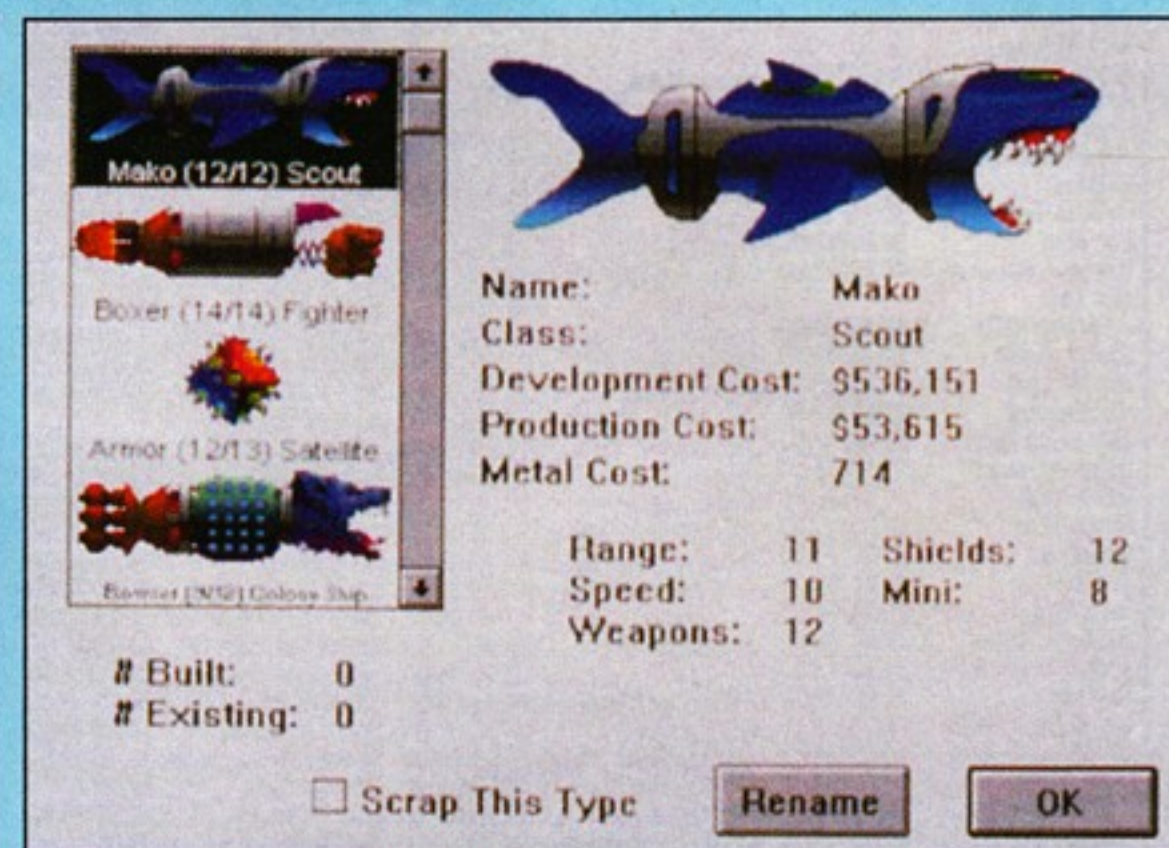 Mako (12/12) Scout
Boxer (14/14) Fighter
Armor (12/13) Satellite
Colony Ship
# Built: 0
# Existing: 0
Name: Mako
Class: Scout
Development Cost: $536,151
Production Cost: $53,615
Metal Cost: 714
Range: 11 Shields: 12
Speed: 10 Mini: 8
Weapons: 12
Scrap This Type
Rename
OK